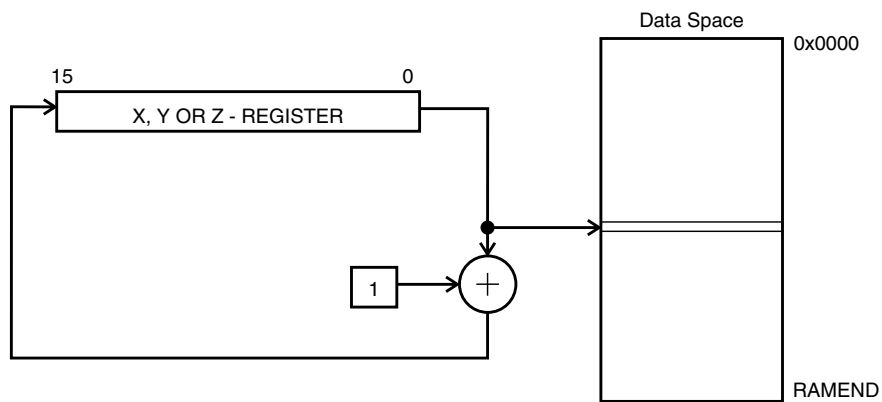 Data Space
0x0000
15
0
X, Y OR Z - REGISTER
1
+
RAMEND